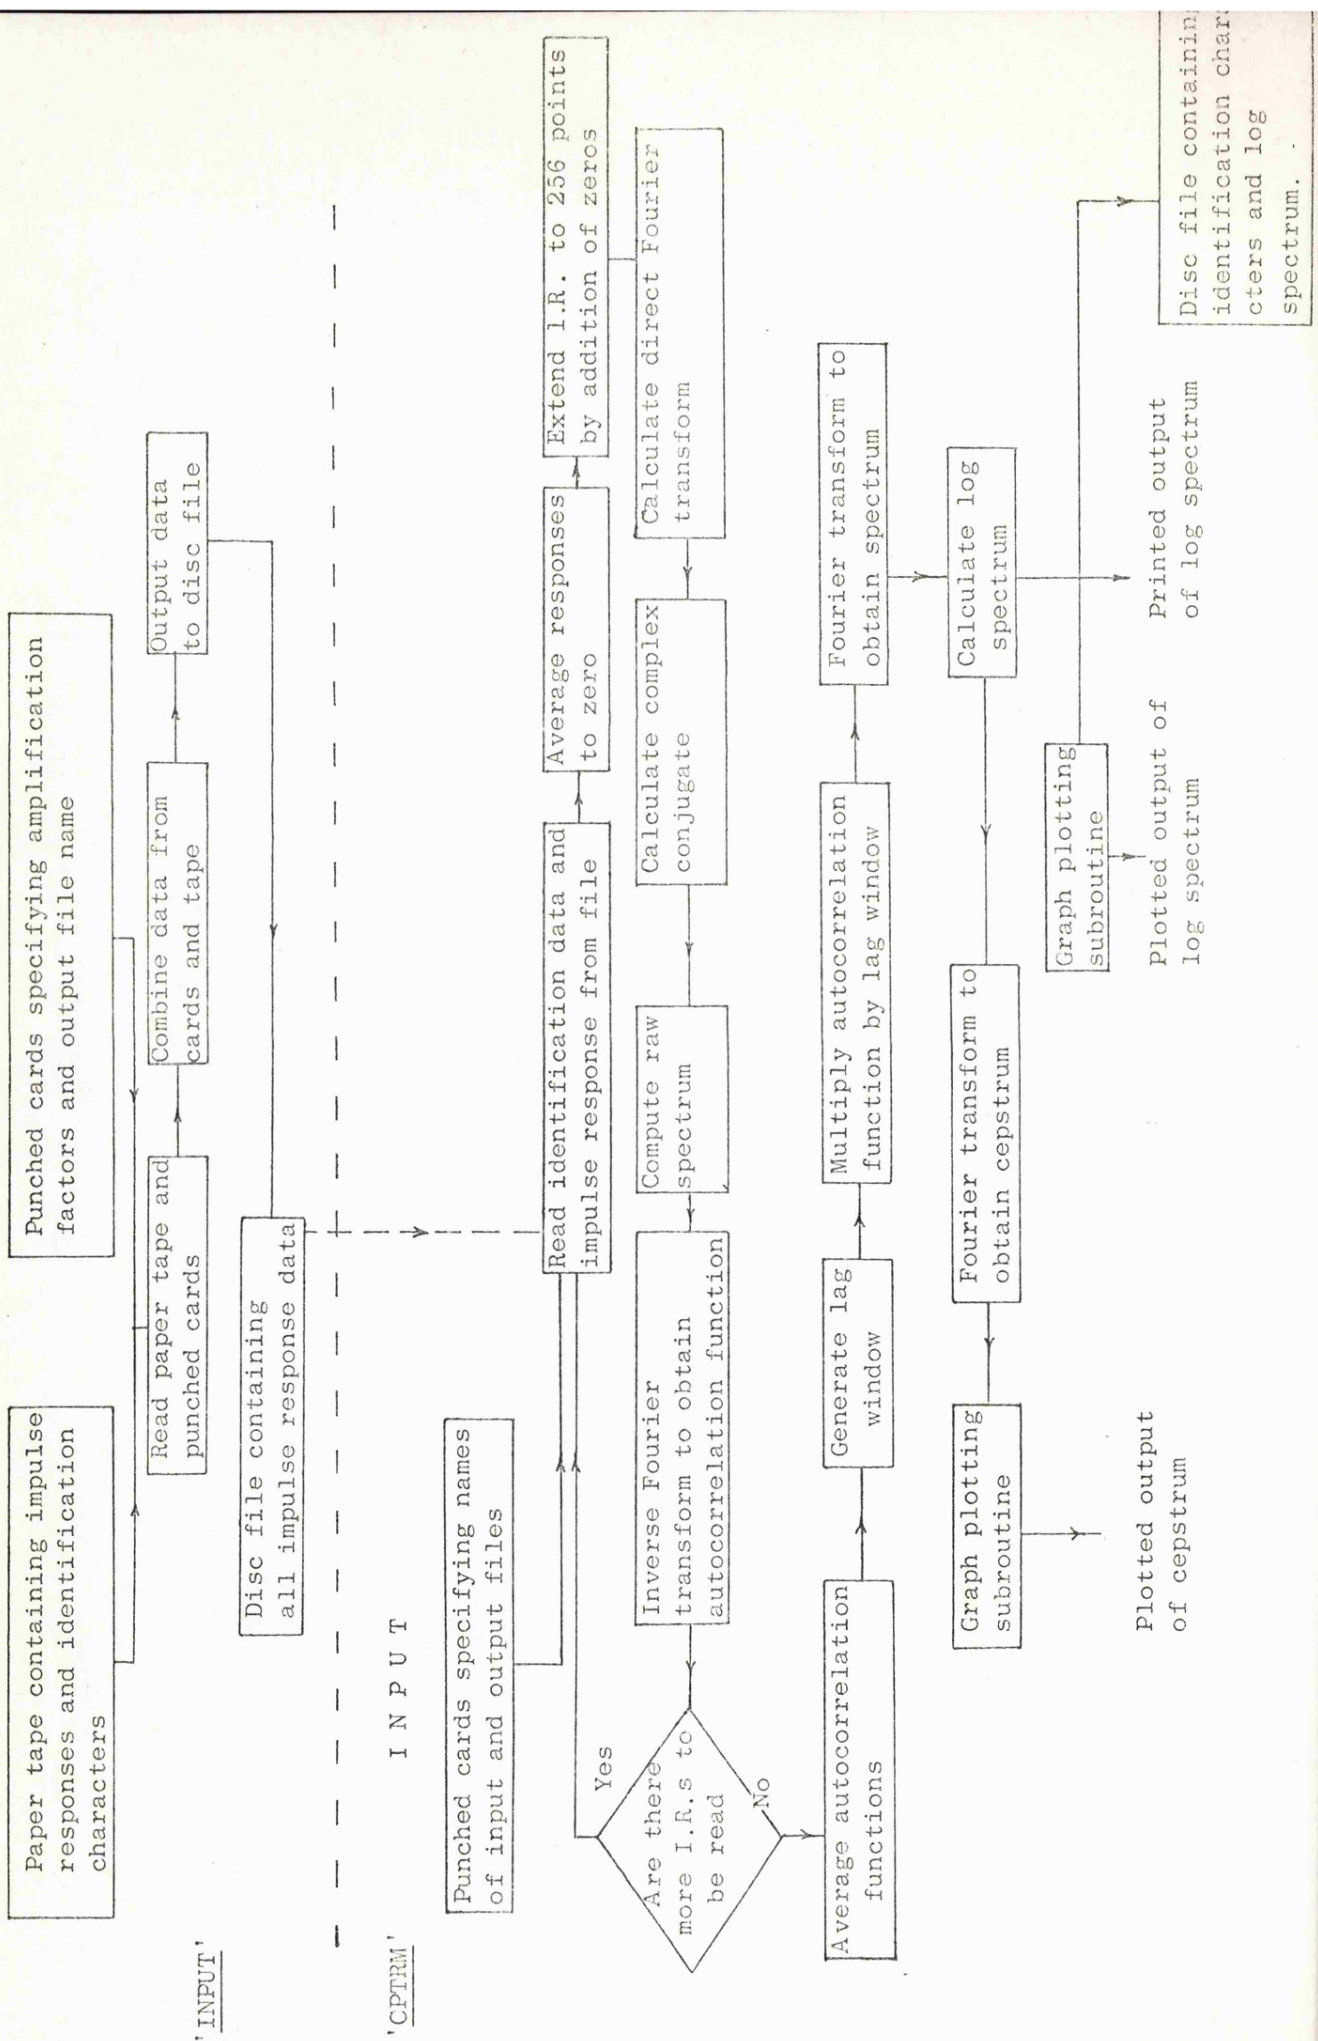 'INPUT'
Paper tape containing impulse
responses and identification
characters
Punched cards specifying amplification
factors and output file name
Read paper tape and
punched cards
Combine data from
cards and tape
Output data
to disc file
Disc file containing
all impulse response data
'CPTRM'
I N P U T
Punched cards specifying names
of input and output files
Read identification data and
impulse response from file
Average responses
to zero
Extend I.R. to 256 points
by addition of zeros
Calculate direct Fourier
transform
Calculate complex
conjugate
Compute raw
spectrum
Inverse Fourier
transform to obtain
autocorrelation function
Are there
more I.R.s to
be read
Yes
No
Average autocorrelation
functions
Generate lag
window
Multiply autocorrelation
function by lag window
Fourier transform to
obtain spectrum
Calculate log
spectrum
Fourier transform to
obtain cepstrum
Graph plotting
subroutine
Plotted output
of cepstrum
Graph plotting
subroutine
Plotted output of
log spectrum
Printed output
of log spectrum
Disc file containin
identification char
cters and log
spectrum.